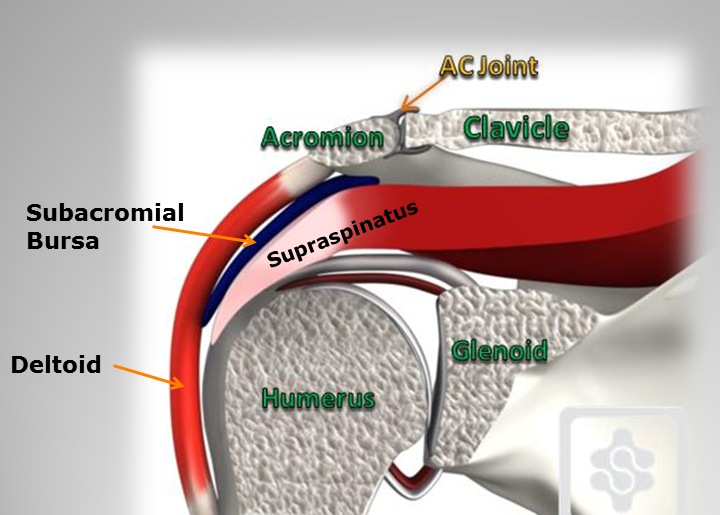 AC Joint
Acromion
Clavicle
Subacromial
Bursa
Supraspinatus
Deltoid
Glenoid
Humerus